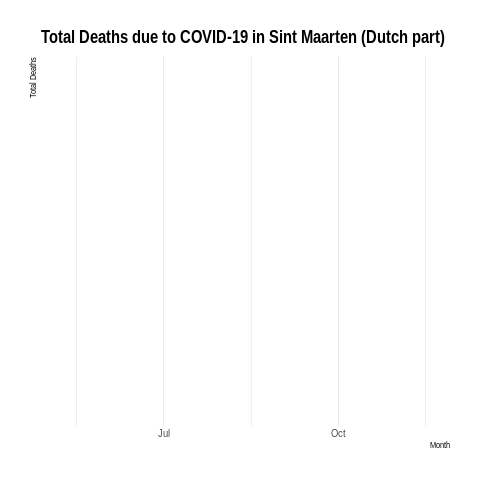 Total Deaths due to COVID-19 in Sint Maarten (Dutch part)
Total Deaths
Jul
Oct
Month